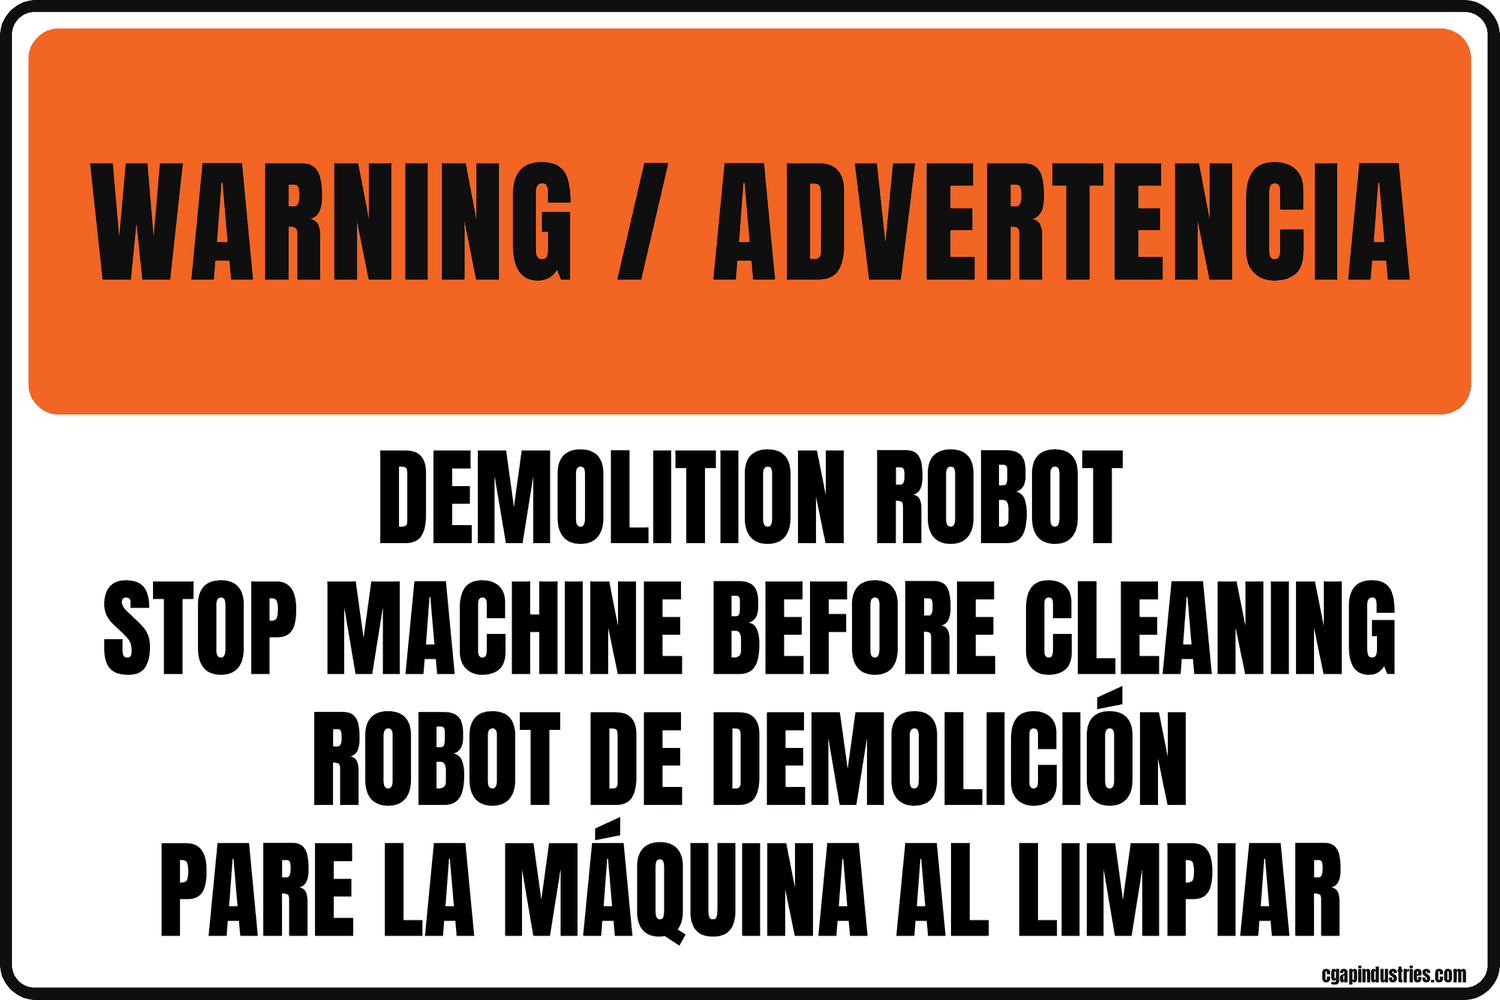 WARNING / ADVERTENCIA
DEMOLITION ROBOT
STOP MACHINE BEFORE CLEANING
ROBOT DE DEMOLICIÓN
PARE LA MÁQUINA AL LIMPIAR
cgapindustries.com